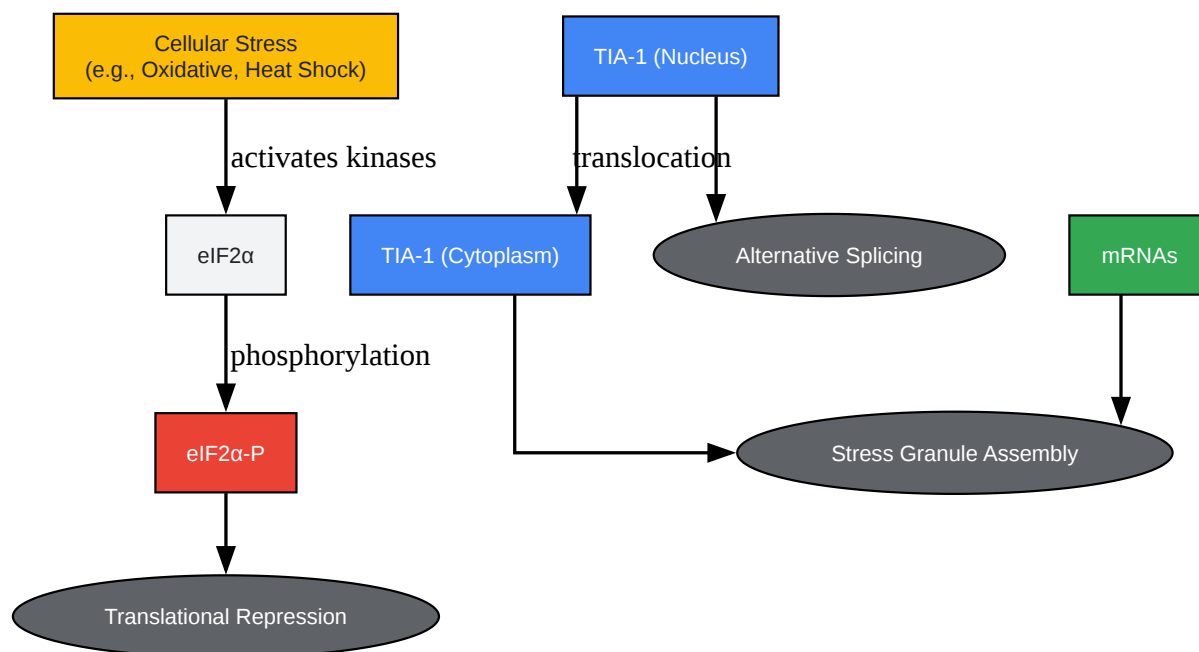 Cellular Stress
(e.g., Oxidative, Heat Shock)
TIA-1 (Nucleus)
activates kinases
translocation
eIF2α
TIA-1 (Cytoplasm)
Alternative Splicing
mRNAs
phosphorylation
eIF2α-P
Stress Granule Assembly
Translational Repression